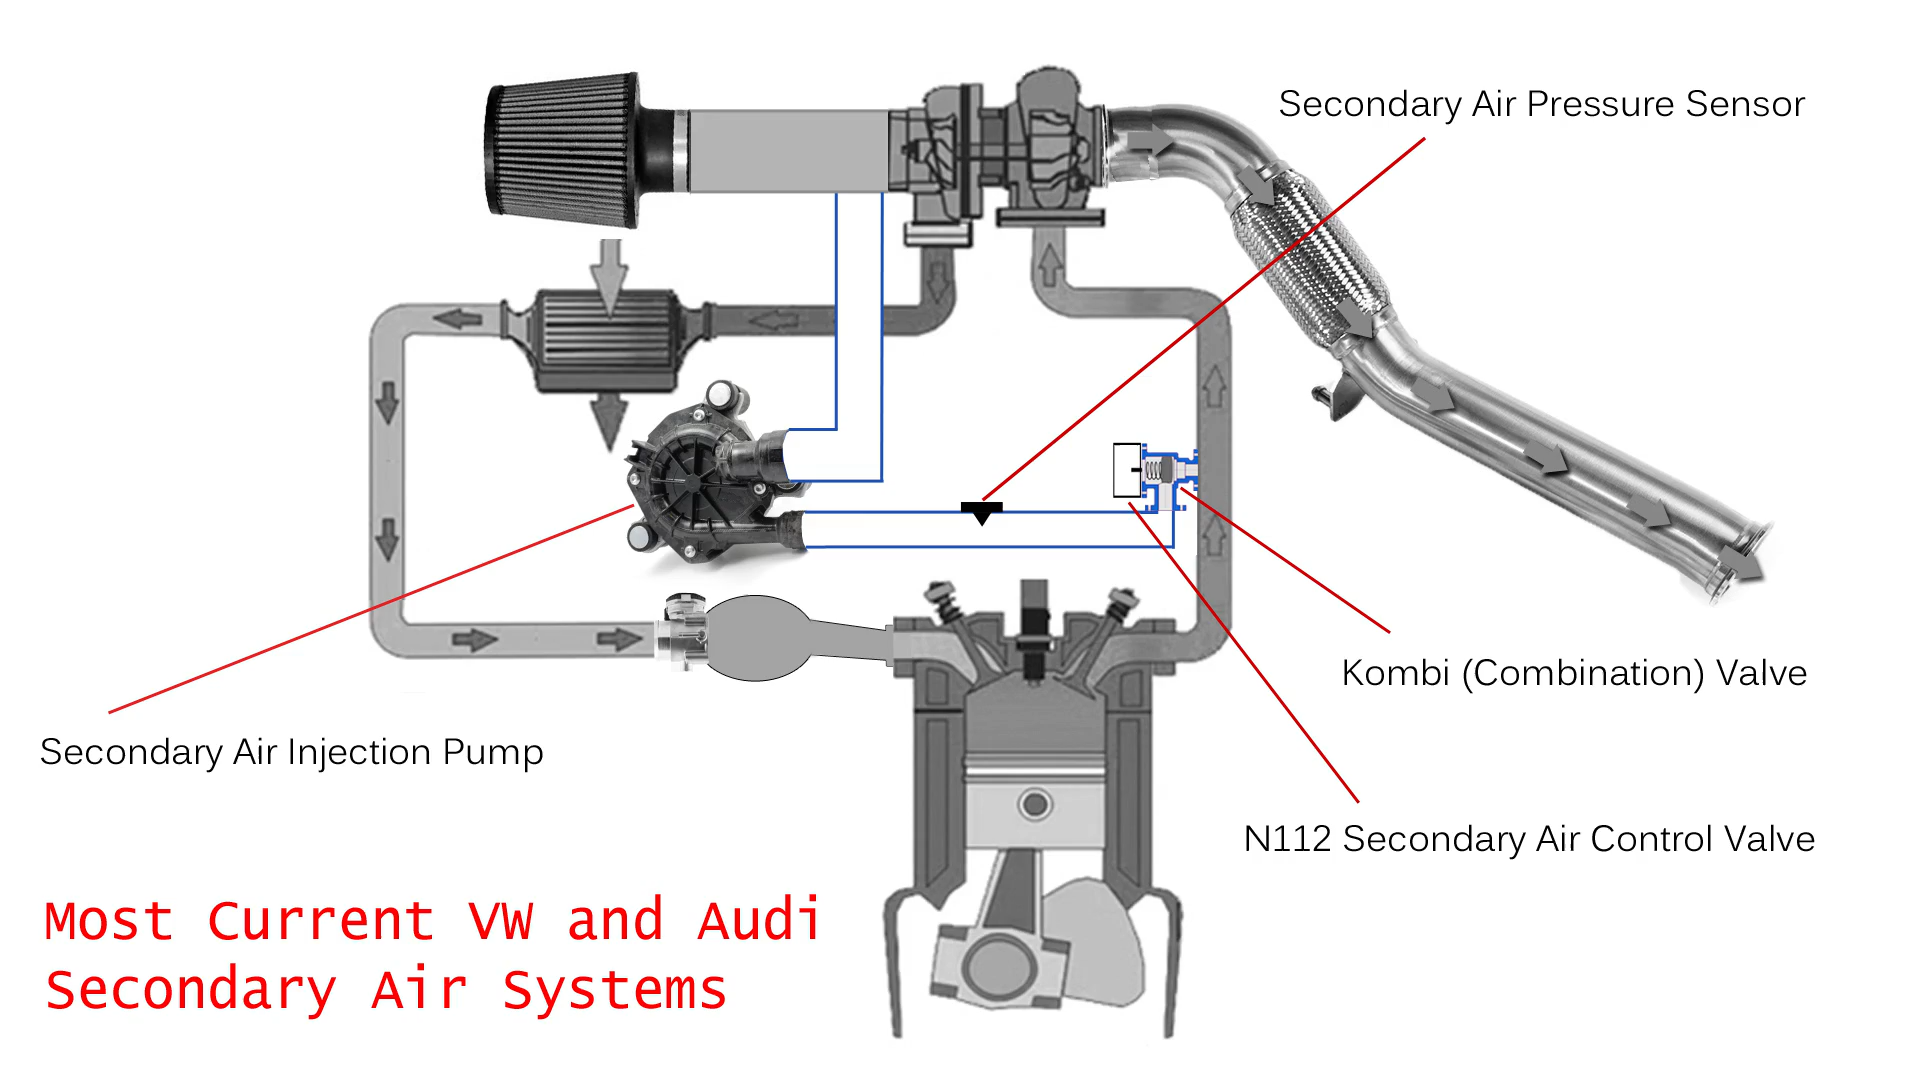 Secondary Air Pressure Sensor
Kombi (Combination) Valve
Secondary Air Injection Pump
N112 Secondary Air Control Valve
Most Current VW and Audi
Secondary Air Systems